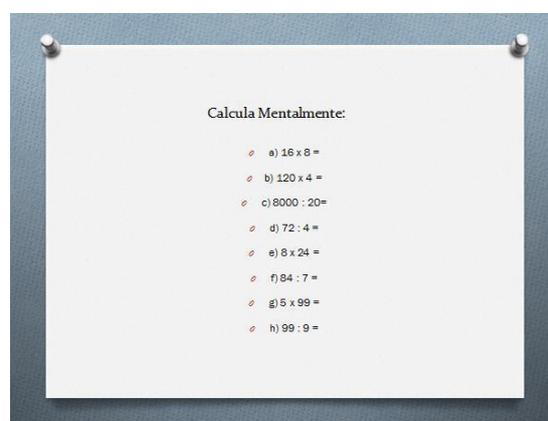 Calcula Mentalmente:
a) 16 x 8 =
b) 120 x 4 =
c) 8000 : 20=
d) 72 : 4 =
e) 8 x 24 =
f) 84 : 7 =
g) 5 x 99 =
h) 99 : 9 =